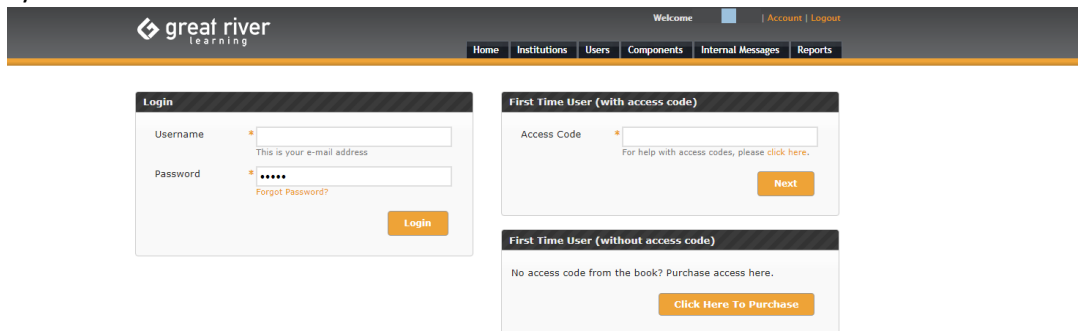 Welcome | Account | Logout
great river
learning
Home Institutions Users Components Internal Messages Reports
Login
Username *
This is your e-mail address
Password * •••••
Forgot Password?
Login
First Time User (with access code)
Access Code *
For help with access codes, please click here.
Next
First Time User (without access code)
No access code from the book? Purchase access here.
Click Here To Purchase